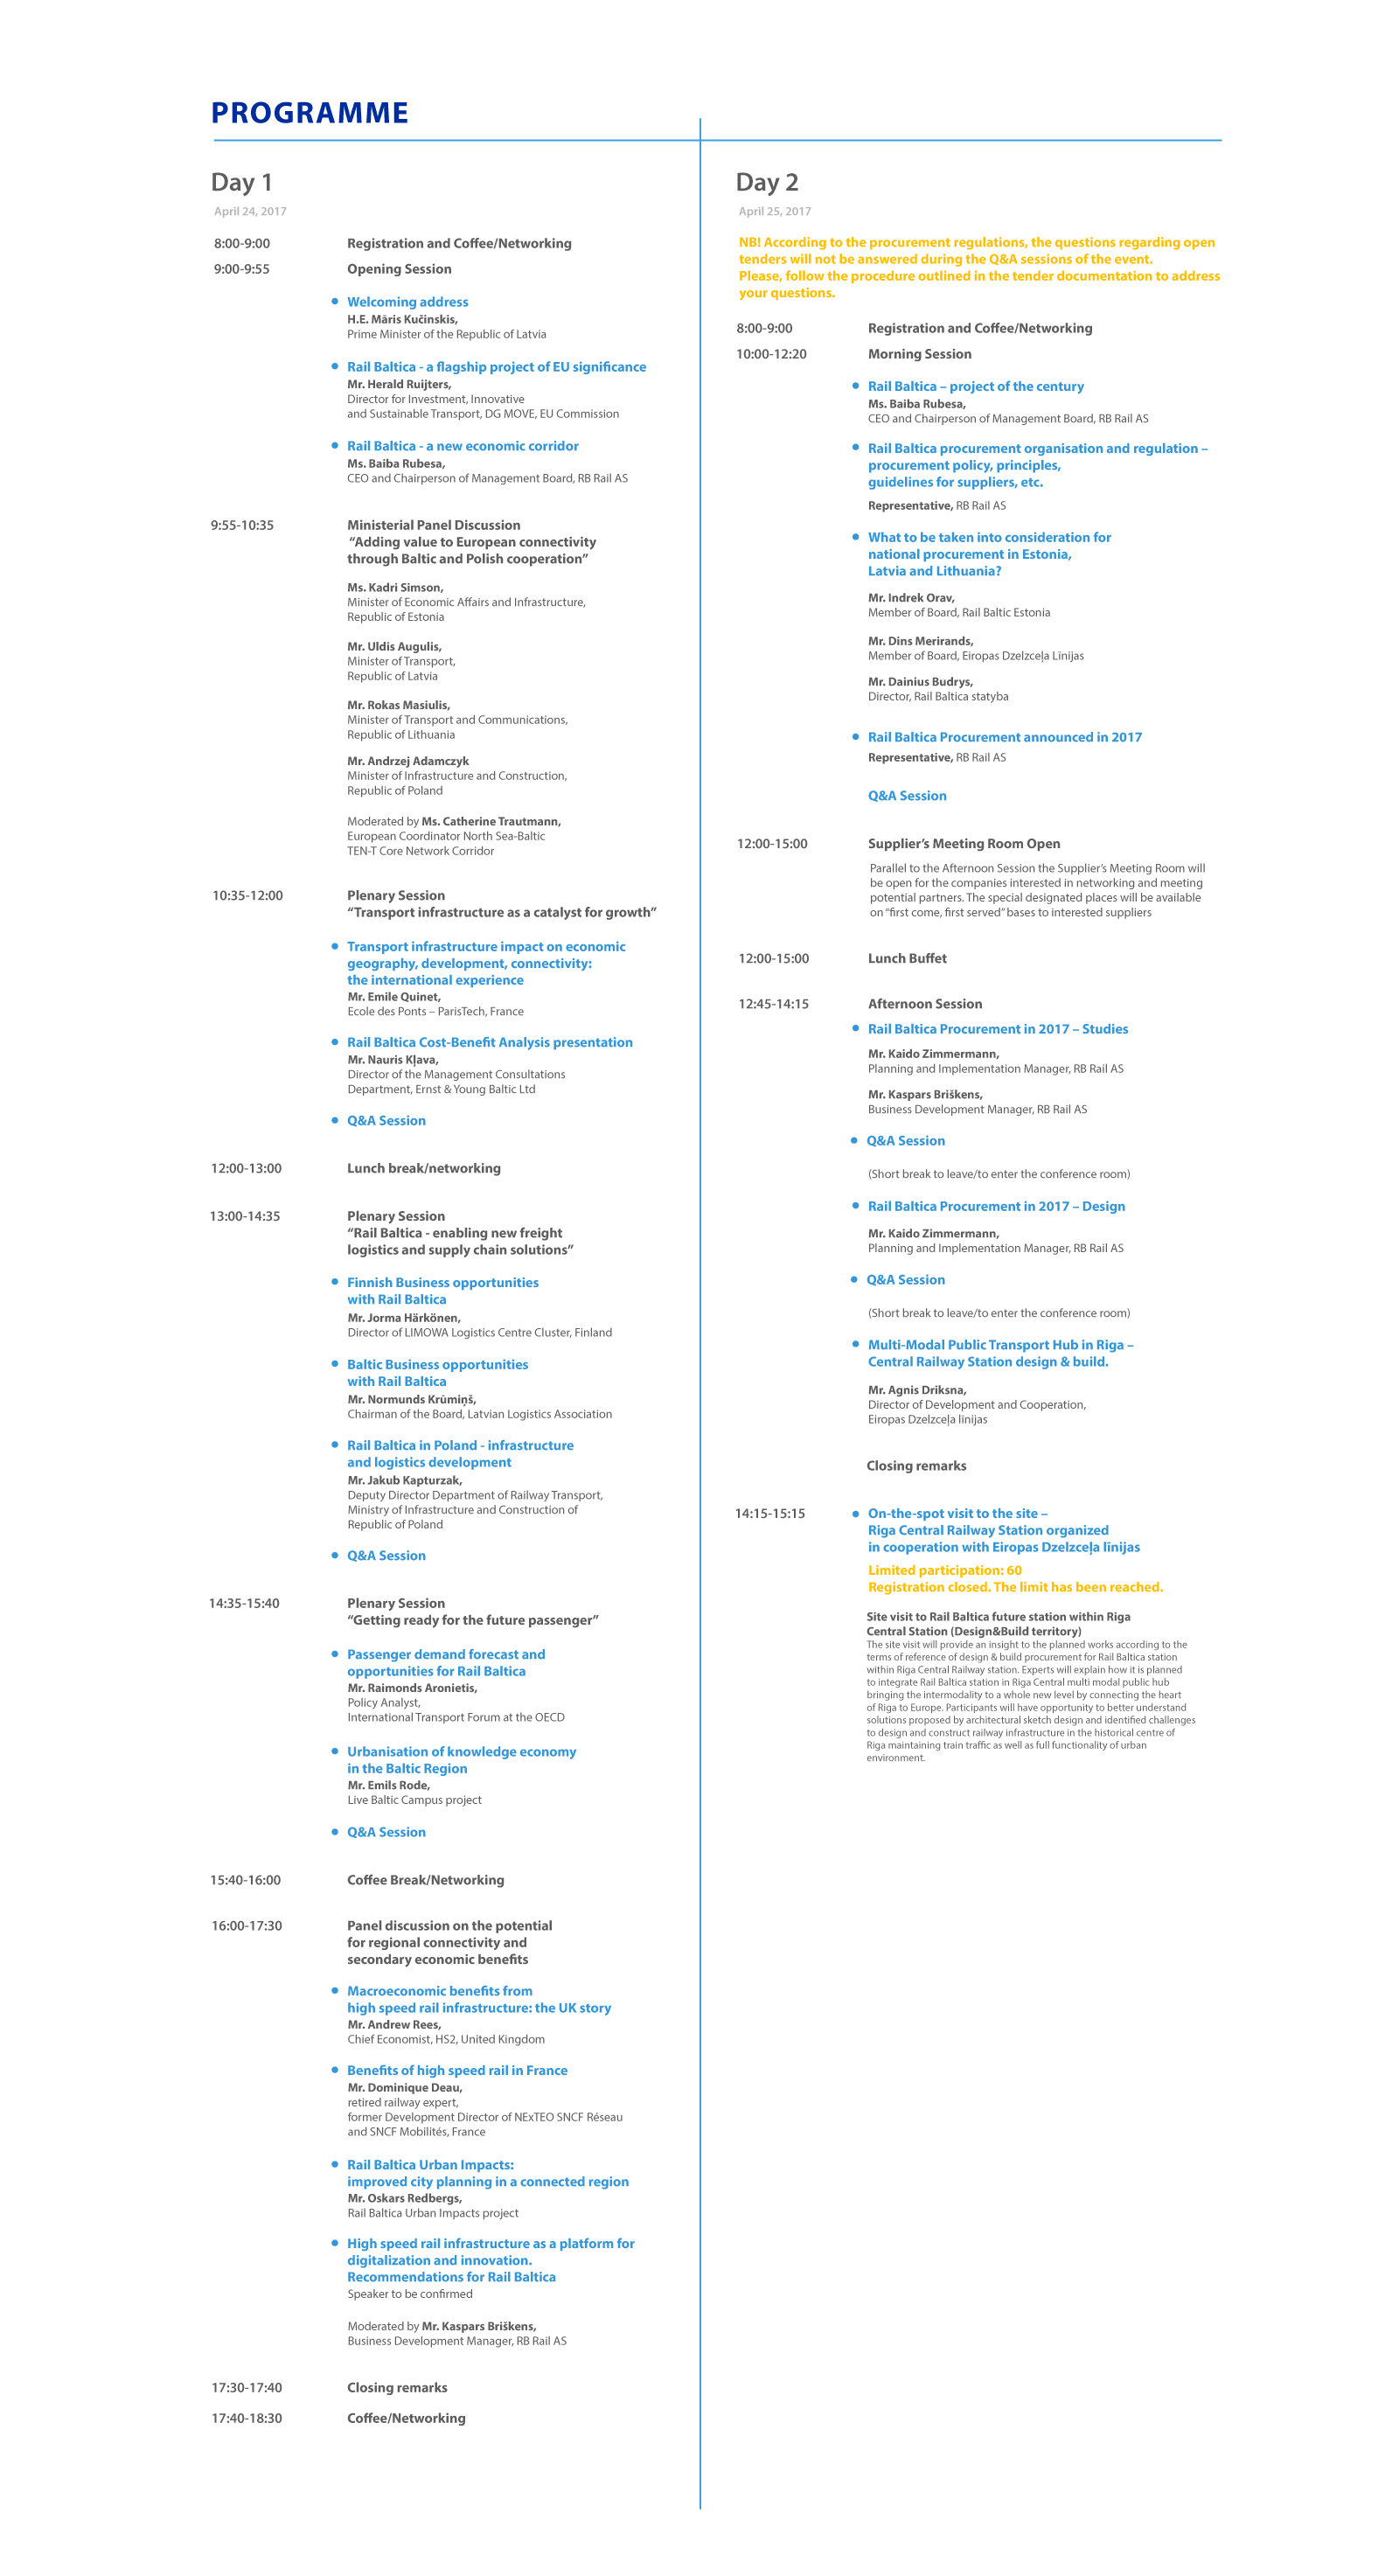 PROGRAMME
Day 1
April 24, 2017
8:00-9:00 Registration and Coffee/Networking
9:00-9:55 Opening Session
• Welcoming address
H.E. Māris Kučinskis,
Prime Minister of the Republic of Latvia
• Rail Baltica - a flagship project of EU significance
Mr. Herald Ruijters,
Director for Investment, Innovative
and Sustainable Transport, DG MOVE, EU Commission
• Rail Baltica - a new economic corridor
Ms. Baiba Rubesa,
CEO and Chairperson of Management Board, RB Rail AS
9:55-10:35 Ministerial Panel Discussion
“Adding value to European connectivity
through Baltic and Polish cooperation”
Ms. Kadri Simson,
Minister of Economic Affairs and Infrastructure,
Republic of Estonia
Mr. Uldis Augulis,
Minister of Transport,
Republic of Latvia
Mr. Rokas Masiulis,
Minister of Transport and Communications,
Republic of Lithuania
Mr. Andrzej Adamczyk
Minister of Infrastructure and Construction,
Republic of Poland
Moderated by Ms. Catherine Trautmann,
European Coordinator North Sea-Baltic
TEN-T Core Network Corridor
10:35-12:00 Plenary Session
“Transport infrastructure as a catalyst for growth”
• Transport infrastructure impact on economic
geography, development, connectivity:
the international experience
Mr. Emile Quinet,
Ecole des Ponts – ParisTech, France
• Rail Baltica Cost-Benefit Analysis presentation
Mr. Nauris Kļava,
Director of the Management Consultations
Department, Ernst & Young Baltic Ltd
• Q&A Session
12:00-13:00 Lunch break/networking
13:00-14:35 Plenary Session
“Rail Baltica - enabling new freight
logistics and supply chain solutions”
• Finnish Business opportunities
with Rail Baltica
Mr. Jorma Härkönen,
Director of LIMOWA Logistics Centre Cluster, Finland
• Baltic Business opportunities
with Rail Baltica
Mr. Normunds Krūmiņš,
Chairman of the Board, Latvian Logistics Association
• Rail Baltica in Poland - infrastructure
and logistics development
Mr. Jakub Kapturzak,
Deputy Director Department of Railway Transport,
Ministry of Infrastructure and Construction of
Republic of Poland
• Q&A Session
14:35-15:40 Plenary Session
“Getting ready for the future passenger”
• Passenger demand forecast and
opportunities for Rail Baltica
Mr. Raimonds Aronietis,
Policy Analyst,
International Transport Forum at the OECD
• Urbanisation of knowledge economy
in the Baltic Region
Mr. Emils Rode,
Live Baltic Campus project
• Q&A Session
15:40-16:00 Coffee Break/Networking
16:00-17:30 Panel discussion on the potential
for regional connectivity and
secondary economic benefits
• Macroeconomic benefits from
high speed rail infrastructure: the UK story
Mr. Andrew Rees,
Chief Economist, HS2, United Kingdom
• Benefits of high speed rail in France
Mr. Dominique Deau,
retired railway expert,
former Development Director of NExTEO SNCF Réseau
and SNCF Mobilités, France
• Rail Baltica Urban Impacts:
improved city planning in a connected region
Mr. Oskars Redbergs,
Rail Baltica Urban Impacts project
• High speed rail infrastructure as a platform for
digitalization and innovation.
Recommendations for Rail Baltica
Speaker to be confirmed
Moderated by Mr. Kaspars Briškens,
Business Development Manager, RB Rail AS
17:30-17:40 Closing remarks
17:40-18:30 Coffee/Networking
Day 2
April 25, 2017
NB! According to the procurement regulations, the questions regarding open
tenders will not be answered during the Q&A sessions of the event.
Please, follow the procedure outlined in the tender documentation to address
your questions.
8:00-9:00 Registration and Coffee/Networking
10:00-12:20 Morning Session
• Rail Baltica – project of the century
Ms. Baiba Rubesa,
CEO and Chairperson of Management Board, RB Rail AS
• Rail Baltica procurement organisation and regulation –
procurement policy, principles,
guidelines for suppliers, etc.
Representative, RB Rail AS
• What to be taken into consideration for
national procurement in Estonia,
Latvia and Lithuania?
Mr. Indrek Orav,
Member of Board, Rail Baltic Estonia
Mr. Dins Merirands,
Member of Board, Eiropas Dzelzceļa Līnijas
Mr. Dainius Budrys,
Director, Rail Baltica statyba
• Rail Baltica Procurement announced in 2017
Representative, RB Rail AS
Q&A Session
12:00-15:00 Supplier’s Meeting Room Open
Parallel to the Afternoon Session the Supplier’s Meeting Room will
be open for the companies interested in networking and meeting
potential partners. The special designated places will be available
on “first come, first served” bases to interested suppliers
12:00-15:00 Lunch Buffet
12:45-14:15 Afternoon Session
• Rail Baltica Procurement in 2017 – Studies
Mr. Kaido Zimmermann,
Planning and Implementation Manager, RB Rail AS
Mr. Kaspars Briškens,
Business Development Manager, RB Rail AS
• Q&A Session
(Short break to leave/to enter the conference room)
• Rail Baltica Procurement in 2017 – Design
Mr. Kaido Zimmermann,
Planning and Implementation Manager, RB Rail AS
• Q&A Session
(Short break to leave/to enter the conference room)
• Multi-Modal Public Transport Hub in Riga –
Central Railway Station design & build.
Mr. Agnis Driksna,
Director of Development and Cooperation,
Eiropas Dzelzceļa līnijas
Closing remarks
14:15-15:15 • On-the-spot visit to the site –
Riga Central Railway Station organized
in cooperation with Eiropas Dzelzceļa līnijas
Limited participation: 60
Registration closed. The limit has been reached.
Site visit to Rail Baltica future station within Riga
Central Station (Design&Build territory)
The site visit will provide an insight to the planned works according to the
terms of reference of design & build procurement for Rail Baltica station
within Riga Central Railway station. Experts will explain how it is planned
to integrate Rail Baltica station in Riga Central multi modal public hub
bringing the intermodality to a whole new level by connecting the heart
of Riga to Europe. Participants will have opportunity to better understand
solutions proposed by architectural sketch design and identified challenges
to design and construct railway infrastructure in the historical centre of
Riga maintaining train traffic as well as full functionality of urban
environment.